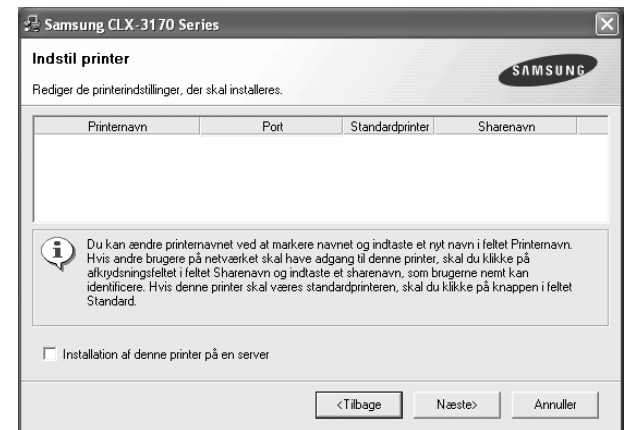 Samsung CLX-3170 Series
Indstil printer
SAMSUNG
Rediger de printerindstillinger, der skal installeres.
Printernavn Port Standardprinter Sharenavn
Du kan ændre printernavnet ved at markere navnet og indtaste et nyt navn i feltet Printernavn.
Hvis andre brugere på netværket skal have adgang til denne printer, skal du klikke på
afkrydsningsfeltet i feltet Sharenavn og indtaste et sharenavn, som brugerne nemt kan
identificere. Hvis denne printer skal væres standardprinteren, skal du klikke på knappen i feltet
Standard.
Installation af denne printer på en server
<Tilbage Næste> Annuller